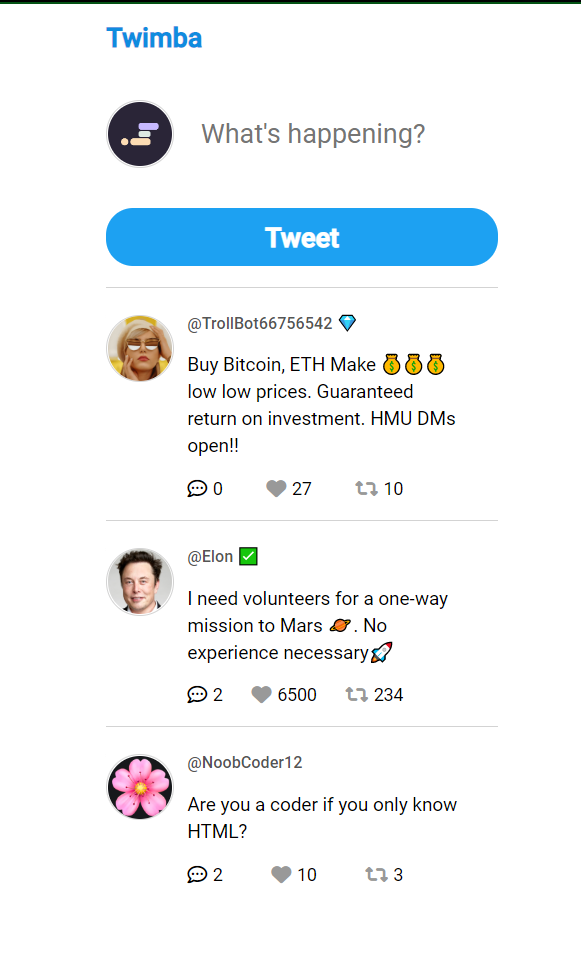 Twimba
What's happening?
Tweet
@TrollBot66756542 💎
Buy Bitcoin, ETH Make 💰💰💰
low low prices. Guaranteed
return on investment. HMU DMs
open!!
0 27 10
@Elon ✅
I need volunteers for a one-way
mission to Mars 🪐. No
experience necessary🚀
2 6500 234
@NoobCoder12
Are you a coder if you only know
HTML?
2 10 3